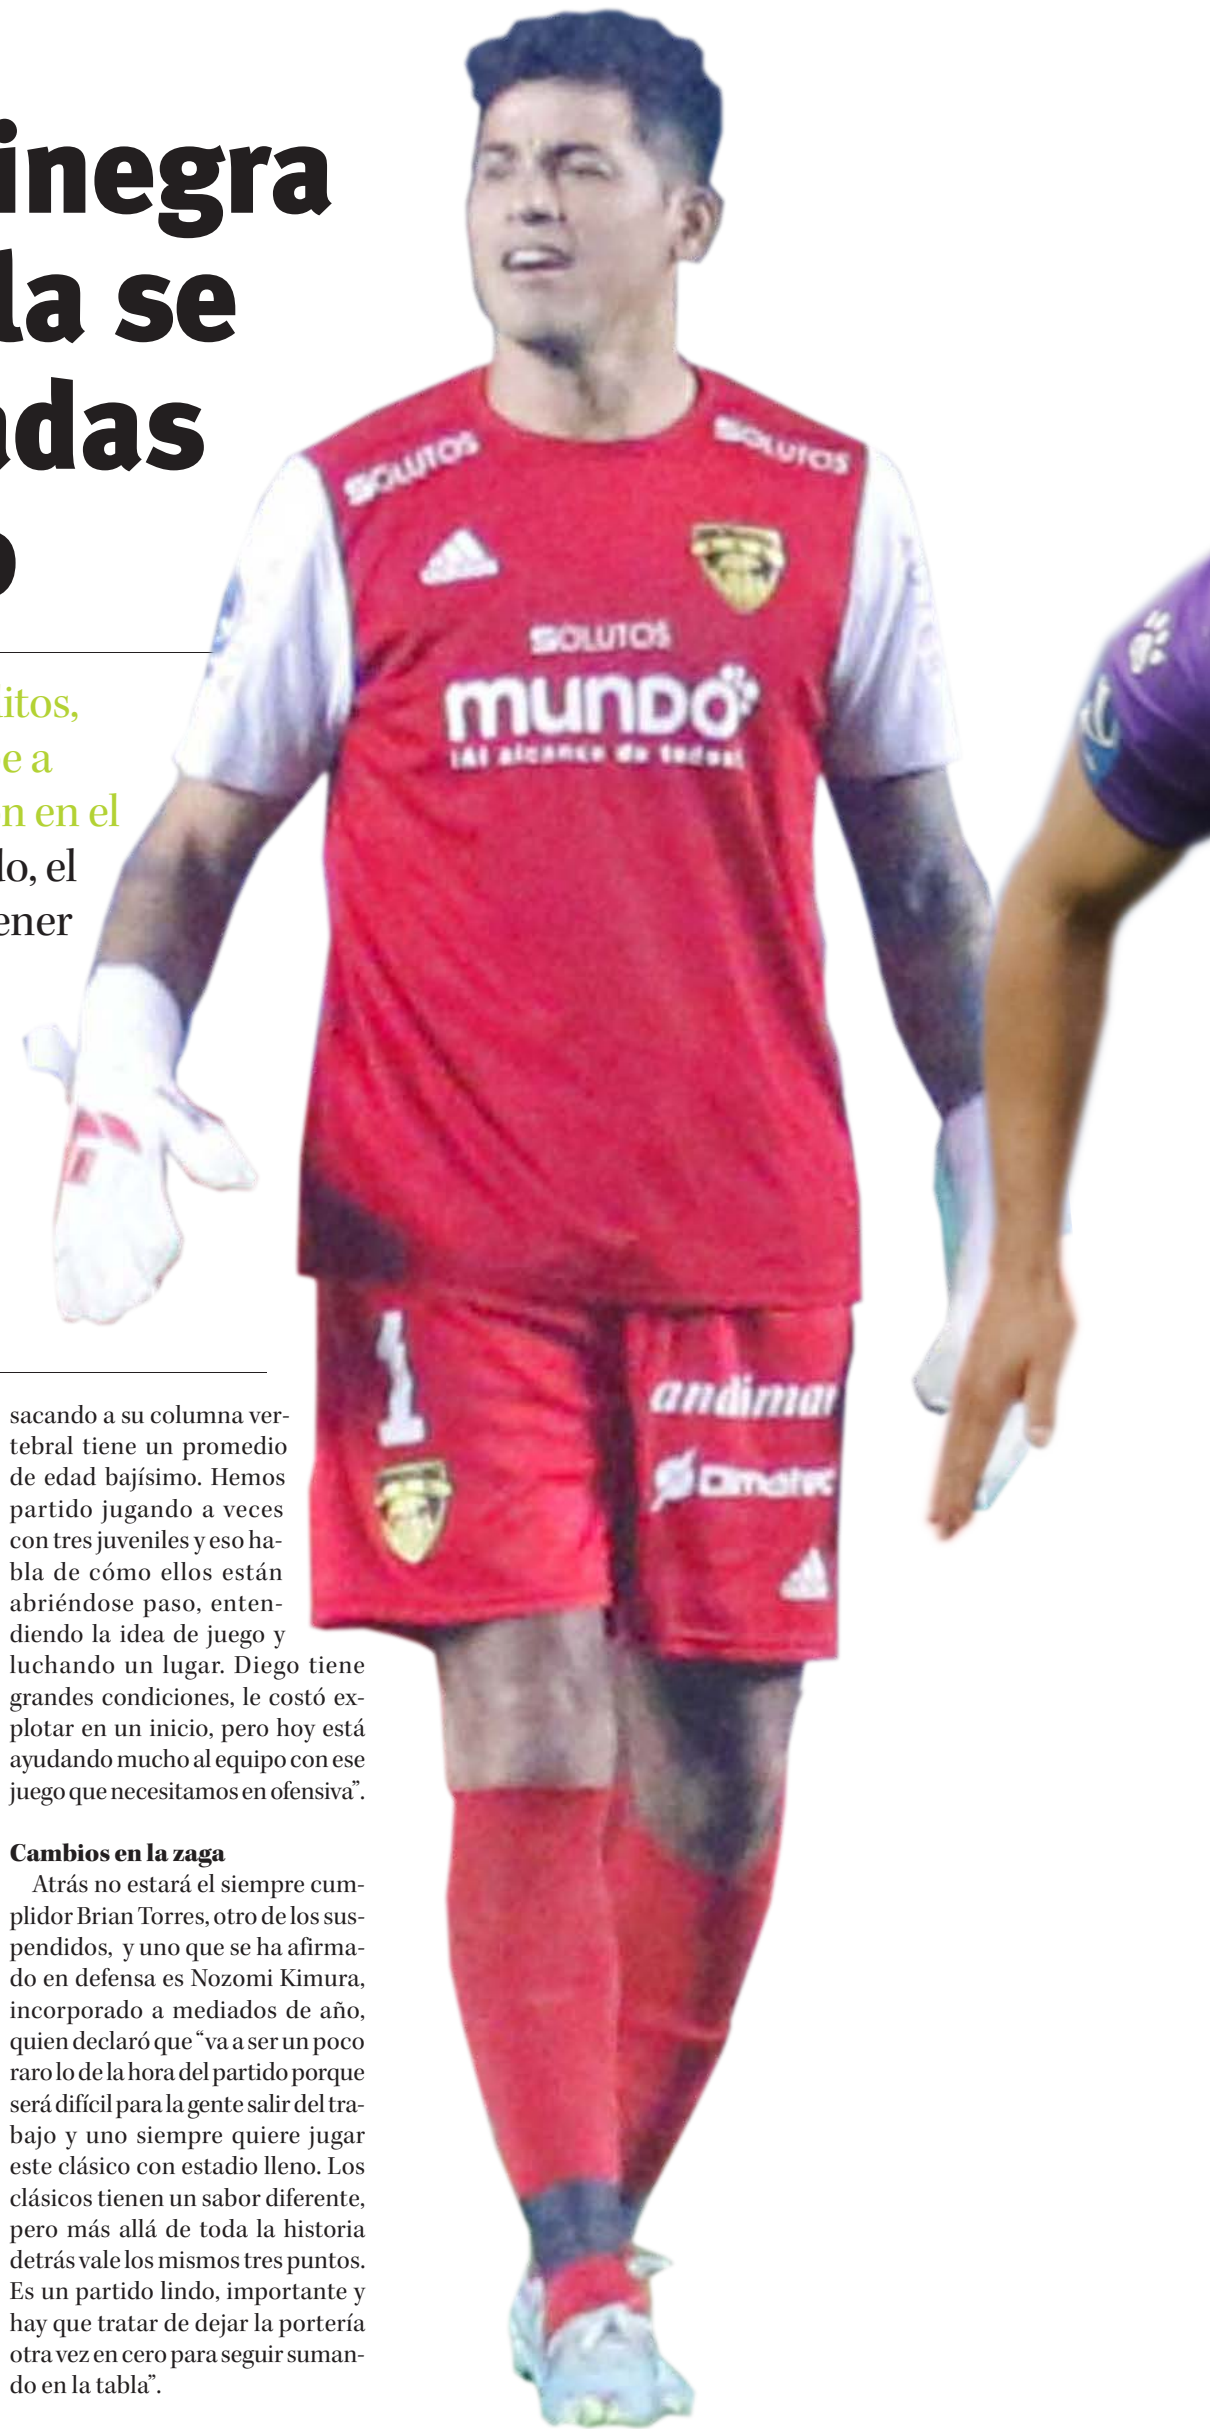 inegra
la se
adas
o
itos,
e a
n en el
do, el
ener
SOLUTOS
SOLUTOS
SOLUTOS
MUNDO
¡Al alcance de todos!
1
andimar
cimatec
sacando a su columna ver-
tebral tiene un promedio
de edad bajísimo. Hemos
partido jugando a veces
con tres juveniles y eso ha-
bla de cómo ellos están
abriéndose paso, enten-
diendo la idea de juego y
luchando un lugar. Diego tiene
grandes condiciones, le costó ex-
plotar en un inicio, pero hoy está
ayudando mucho al equipo con ese
juego que necesitamos en ofensiva”.
Cambios en la zaga
Atrás no estará el siempre cum-
plidor Brian Torres, otro de los sus-
pendidos, y uno que se ha afirma-
do en defensa es Nozomi Kimura,
incorporado a mediados de año,
quien declaró que “va a ser un poco
raro lo de la hora del partido porque
será difícil para la gente salir del tra-
bajo y uno siempre quiere jugar
este clásico con estadio lleno. Los
clásicos tienen un sabor diferente,
pero más allá de toda la historia
detrás vale los mismos tres puntos.
Es un partido lindo, importante y
hay que tratar de dejar la portería
otra vez en cero para seguir suman-
do en la tabla”.